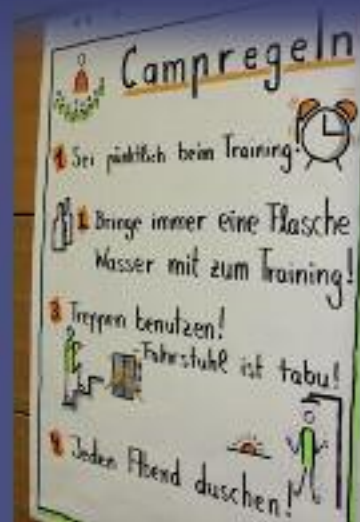 Campregeln
1. Sei pünktlich beim Training!
2. Bringe immer eine Flasche
Wasser mit zum Training!
3. Treppen benutzen!
Fahrstuhl ist tabu!
4. Jeden Abend duschen!